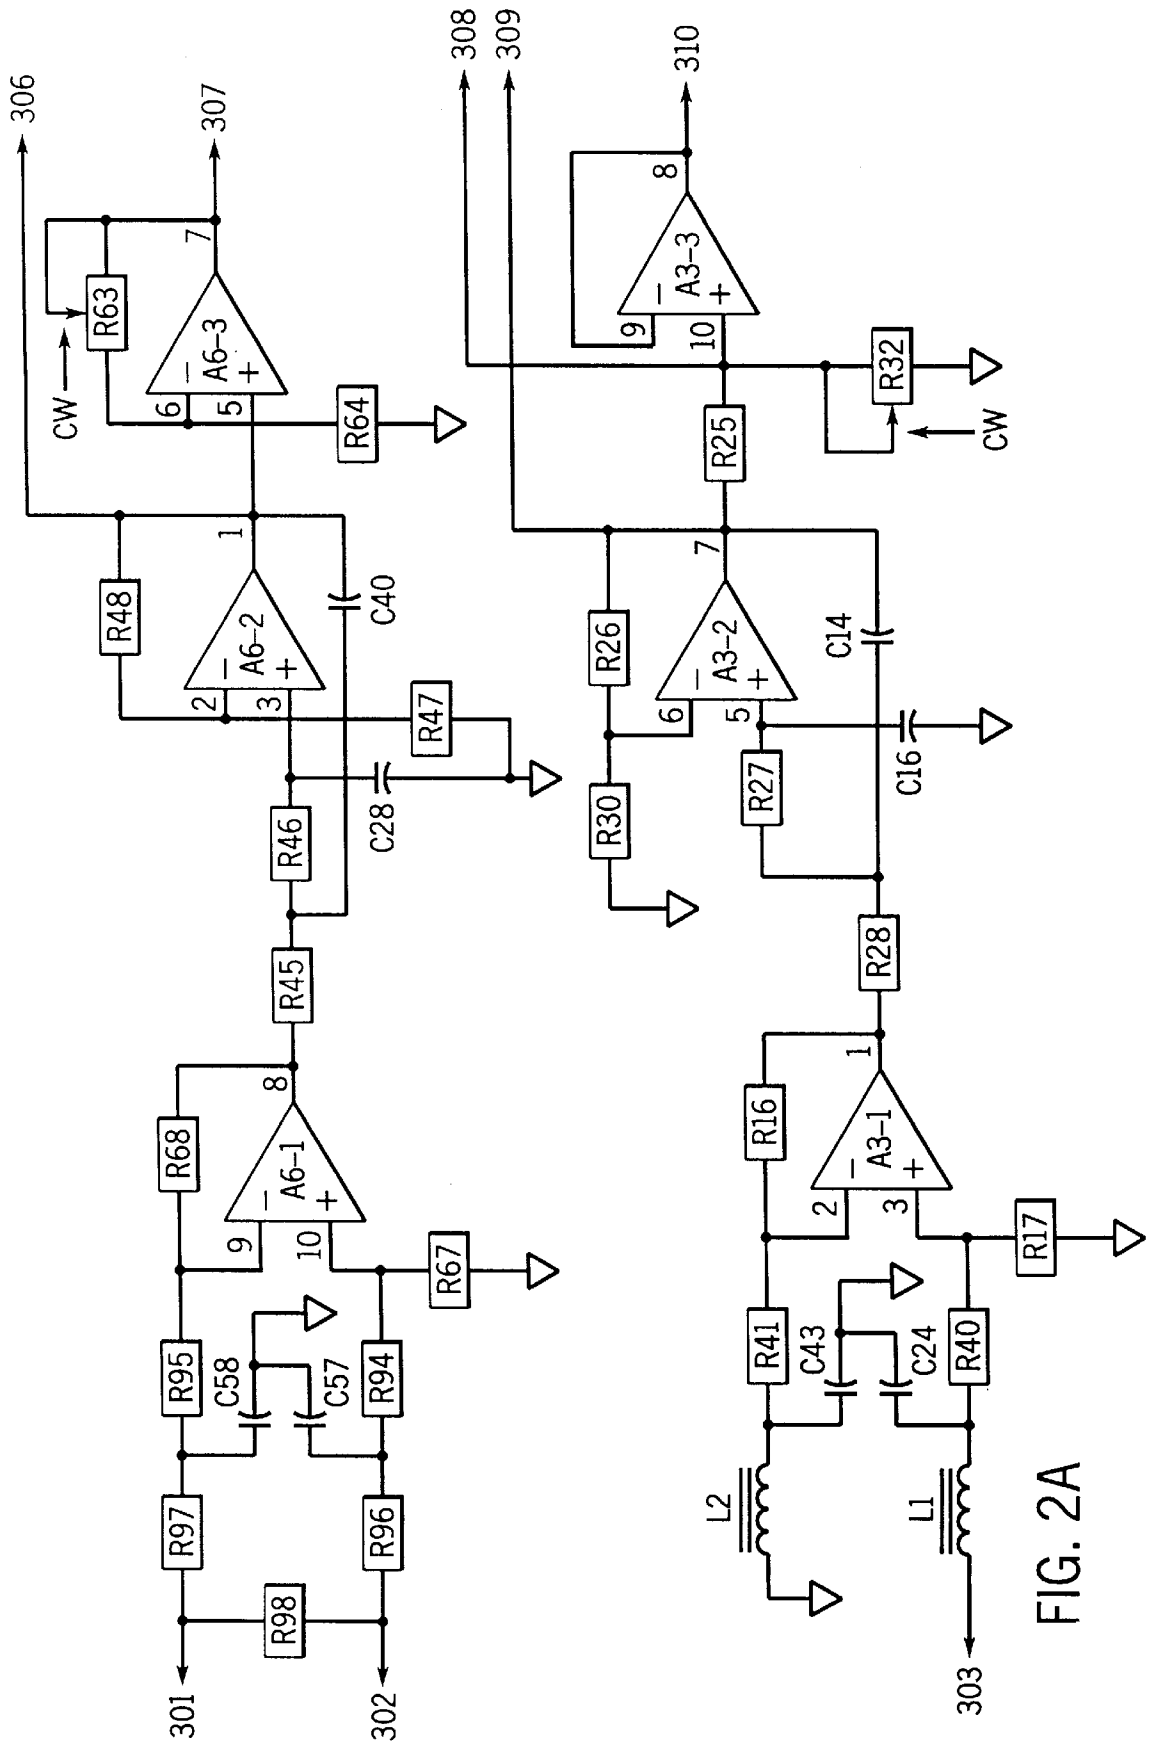 306
307
CW
R63
7
A6-3
−
+
6
5
R64
R48
1
A6-2
−
+
2
3
C40
R47
R46
C28
R45
8
R68
A6-1
−
+
9
10
R67
R95
C58
C57
R94
R97
R96
R98
301
302
308
309
310
8
A3-3
−
+
9
10
R32
CW
R25
7
R26
A3-2
−
+
6
5
C14
R30
R27
C16
R28
1
R16
A3-1
−
+
2
3
R17
R41
C43
C24
R40
L2
L1
303
FIG. 2A